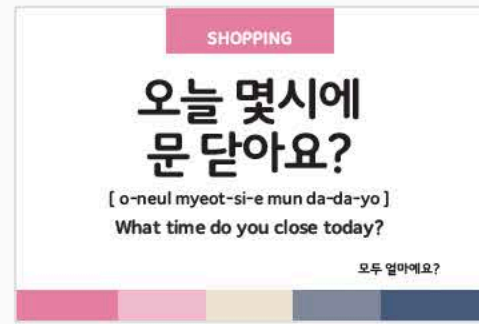 SHOPPING
오늘 몇시에
문 닫아요?
[ o-neul myeot-si-e mun da-da-yo ]
What time do you close today?
모두 얼마예요?